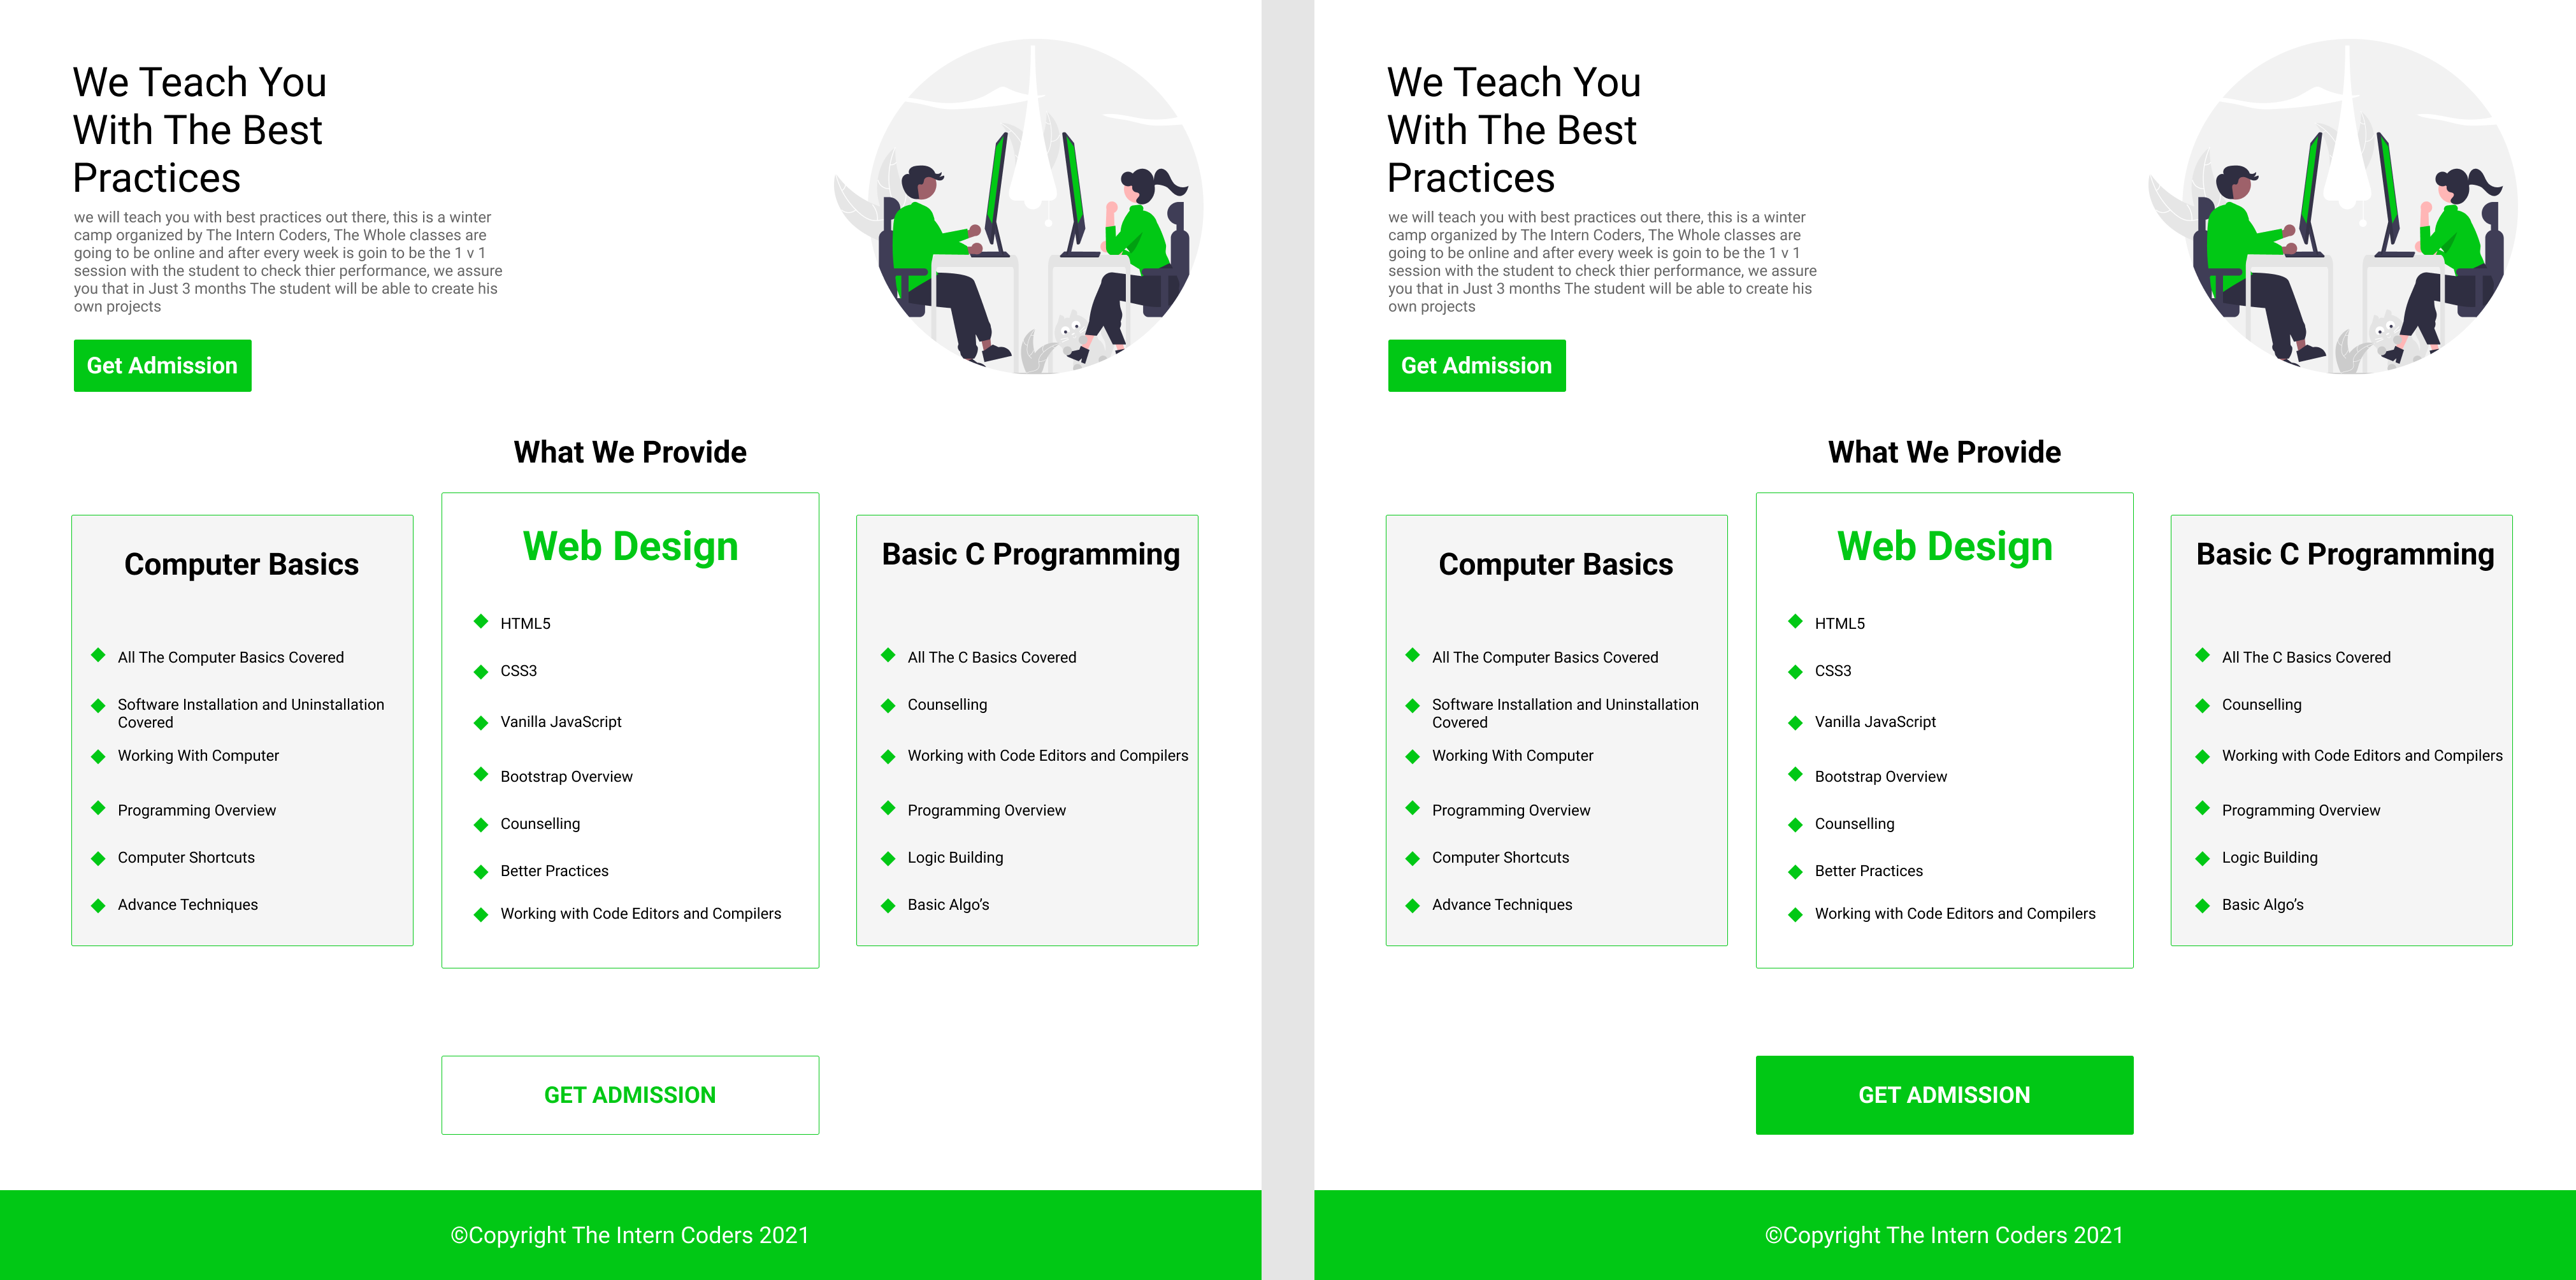 We Teach You
With The Best
Practices
we will teach you with best practices out there, this is a winter
camp organized by The Intern Coders, The Whole classes are
going to be online and after every week is goin to be the 1 v 1
session with the student to check thier performance, we assure
you that in Just 3 months The student will be able to create his
own projects
Get Admission
What We Provide
Computer Basics
All The Computer Basics Covered
Software Installation and Uninstallation
Covered
Working With Computer
Programming Overview
Computer Shortcuts
Advance Techniques
Web Design
HTML5
CSS3
Vanilla JavaScript
Bootstrap Overview
Counselling
Better Practices
Working with Code Editors and Compilers
Basic C Programming
All The C Basics Covered
Counselling
Working with Code Editors and Compilers
Programming Overview
Logic Building
Basic Algo’s
GET ADMISSION
©Copyright The Intern Coders 2021
We Teach You
With The Best
Practices
we will teach you with best practices out there, this is a winter
camp organized by The Intern Coders, The Whole classes are
going to be online and after every week is goin to be the 1 v 1
session with the student to check thier performance, we assure
you that in Just 3 months The student will be able to create his
own projects
Get Admission
What We Provide
Computer Basics
All The Computer Basics Covered
Software Installation and Uninstallation
Covered
Working With Computer
Programming Overview
Computer Shortcuts
Advance Techniques
Web Design
HTML5
CSS3
Vanilla JavaScript
Bootstrap Overview
Counselling
Better Practices
Working with Code Editors and Compilers
Basic C Programming
All The C Basics Covered
Counselling
Working with Code Editors and Compilers
Programming Overview
Logic Building
Basic Algo’s
GET ADMISSION
©Copyright The Intern Coders 2021